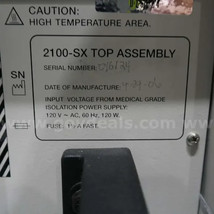 CAUTION:
HIGH TEMPERATURE AREA.
2100-SX TOP ASSEMBLY
SN
SERIAL NUMBER:
DATE OF MANUFACTURE:
INPUT: VOLTAGE FROM MEDICAL GRADE
ISOLATION POWER SUPPLY:
120 V ~ AC, 60 Hz, 120 W.
FUSE: A FAST